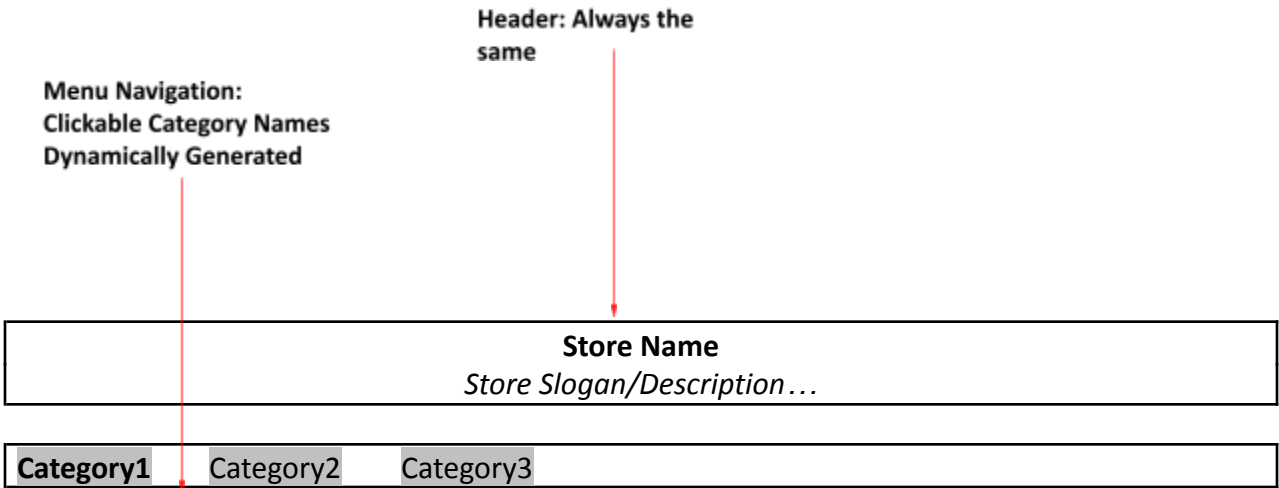 Header: Always the
same
Menu Navigation:
Clickable Category Names
Dynamically Generated
Store Name
Store Slogan/Description…
Category1 Category2 Category3